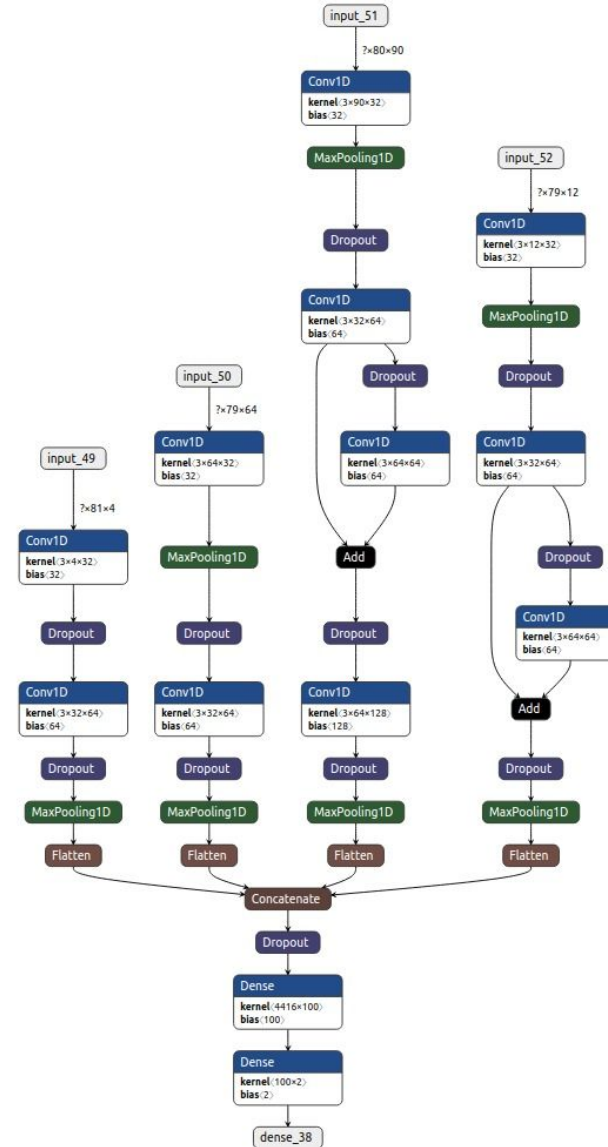 input_51
?×80×90
Conv1D
kernel⟨3×90×32⟩
bias⟨32⟩
MaxPooling1D
Dropout
Conv1D
kernel⟨3×32×64⟩
bias⟨64⟩
Dropout
Conv1D
kernel⟨3×64×64⟩
bias⟨64⟩
Add
Dropout
Conv1D
kernel⟨3×64×128⟩
bias⟨128⟩
Dropout
MaxPooling1D
Flatten
input_52
?×79×12
Conv1D
kernel⟨3×12×32⟩
bias⟨32⟩
MaxPooling1D
Dropout
Conv1D
kernel⟨3×32×64⟩
bias⟨64⟩
Dropout
Conv1D
kernel⟨3×64×64⟩
bias⟨64⟩
Add
Dropout
MaxPooling1D
Flatten
input_50
?×79×64
Conv1D
kernel⟨3×64×32⟩
bias⟨32⟩
MaxPooling1D
Dropout
Conv1D
kernel⟨3×32×64⟩
bias⟨64⟩
Dropout
MaxPooling1D
Flatten
input_49
?×81×4
Conv1D
kernel⟨3×4×32⟩
bias⟨32⟩
Dropout
Conv1D
kernel⟨3×32×64⟩
bias⟨64⟩
Dropout
MaxPooling1D
Flatten
Concatenate
Dropout
Dense
kernel⟨4416×100⟩
bias⟨100⟩
Dense
kernel⟨100×2⟩
bias⟨2⟩
dense_38